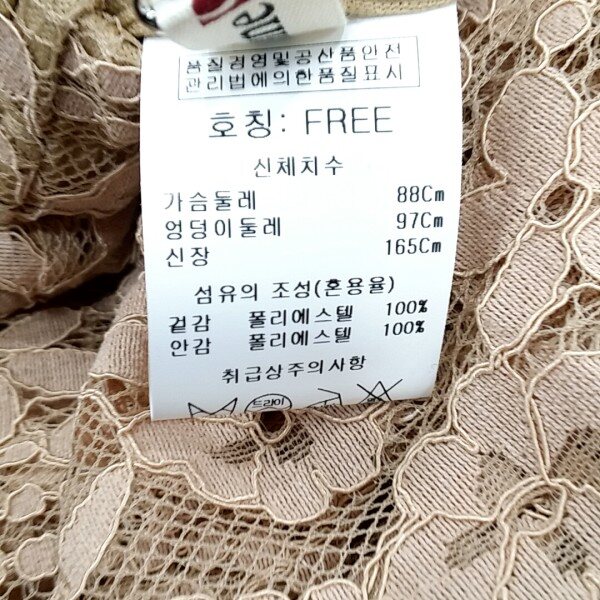 품질경영및공산품안전
관리법에의한품질표시
호칭: FREE
신체치수
가슴둘레 88Cm
엉덩이둘레 97Cm
신장 165Cm
섬유의 조성(혼용율)
겉감 폴리에스텔 100%
안감 폴리에스텔 100%
취급상주의사항
드라이